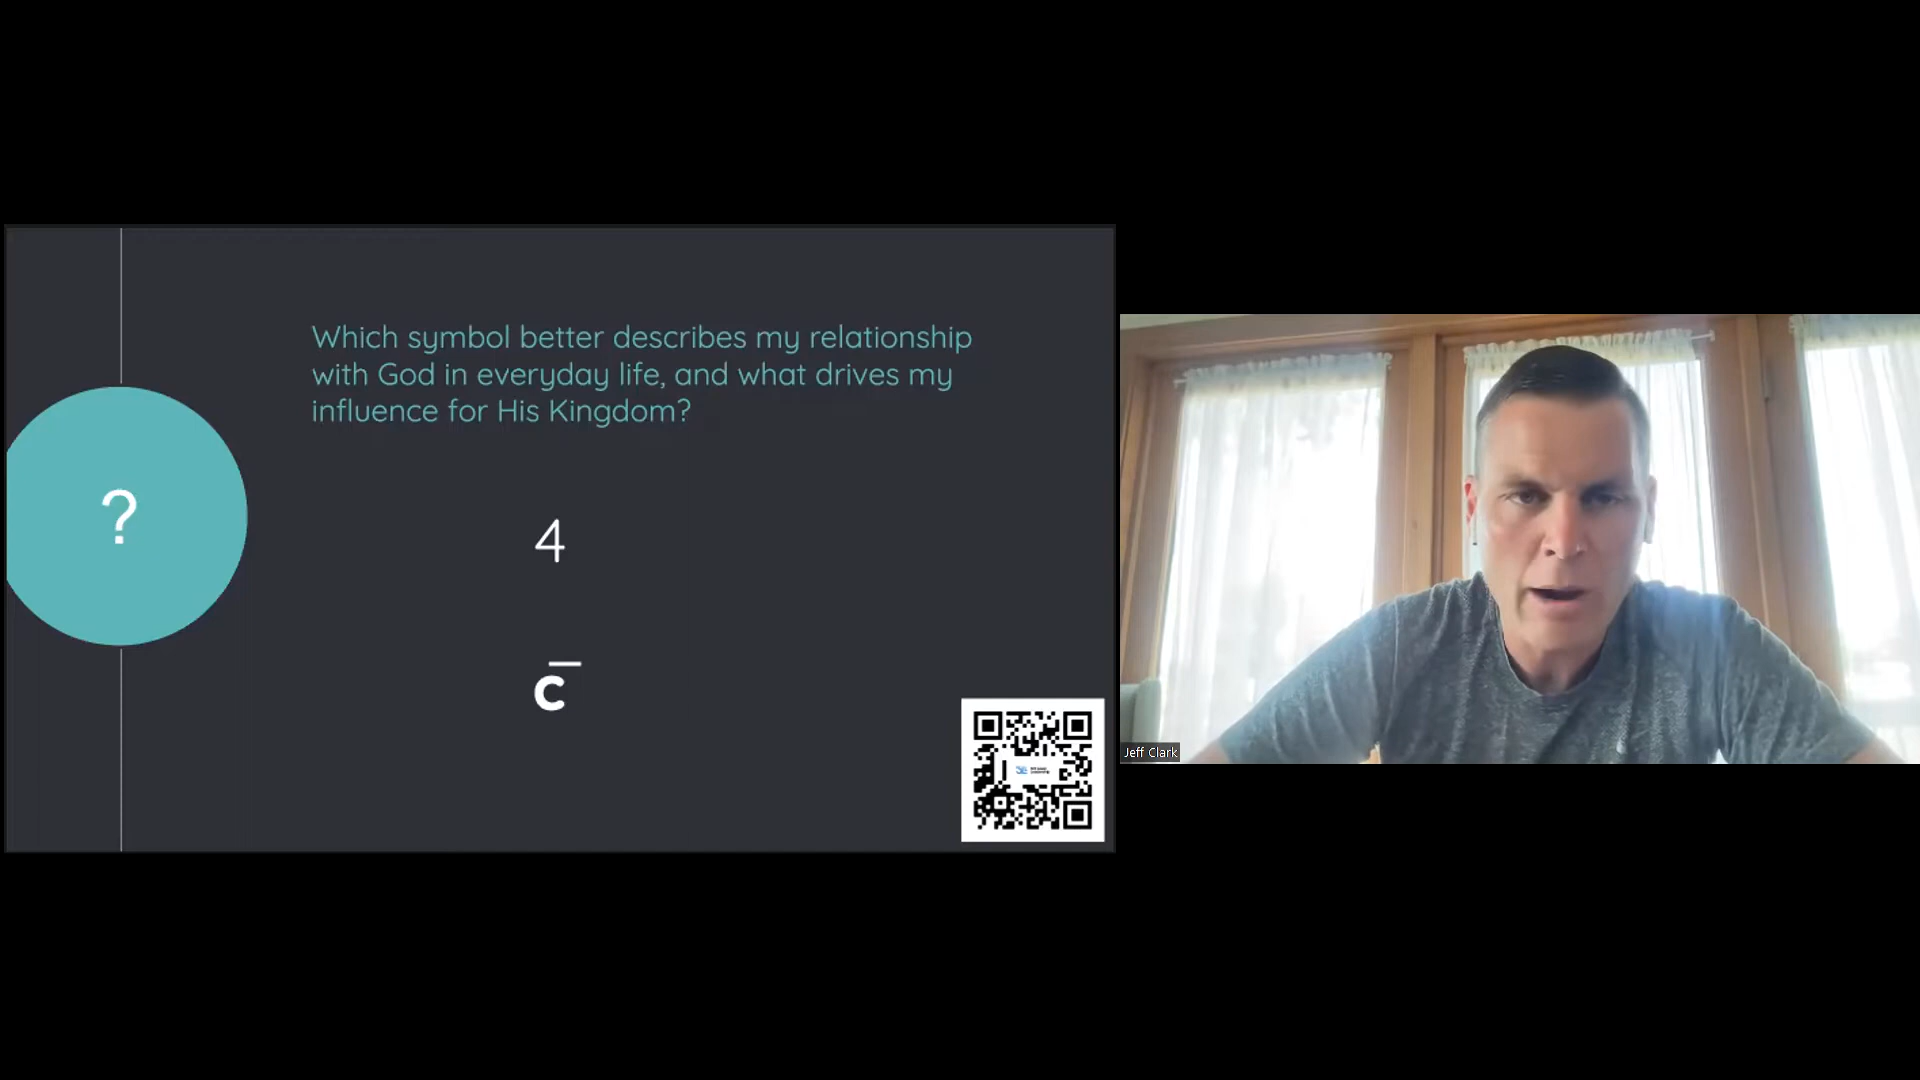 Which symbol better describes my relationship
with God in everyday life, and what drives my
influence for His Kingdom?
?
4
c̅
Jeff Clark